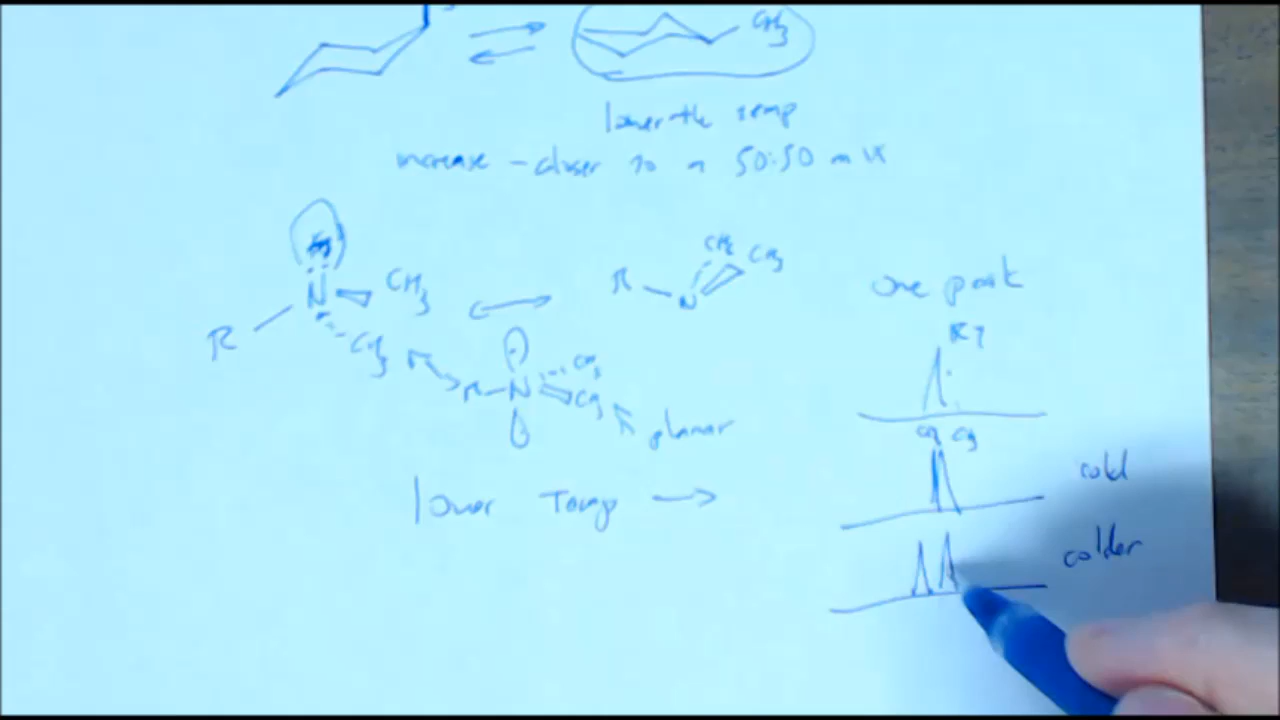 CH3
lower the temp
increase - closer to a 50:50 mix
N
CH3
R
CH3
R
N
CH3
CH3
R
N
CH3
CH3
planar
lower Temp
one peak
RT
CH3 CH3
cold
colder